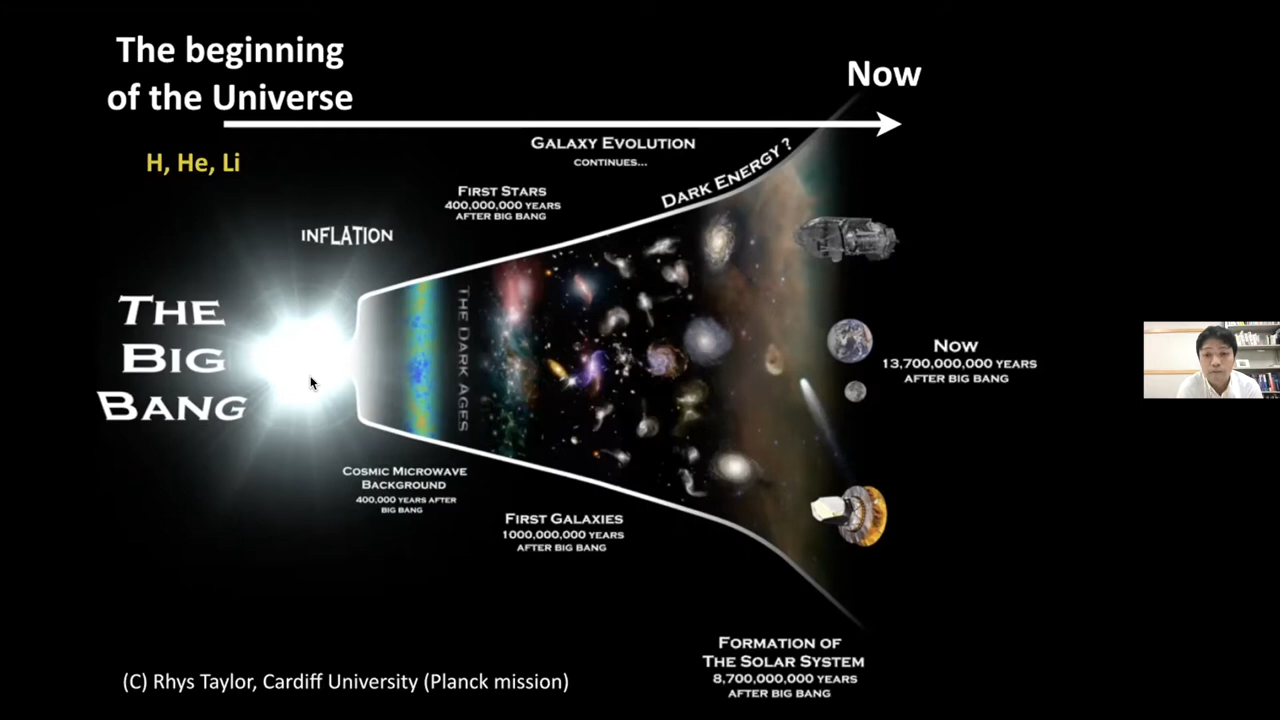 The beginning
of the Universe
Now
H, He, Li
GALAXY EVOLUTION
CONTINUES...
DARK ENERGY ?
FIRST STARS
400,000,000 YEARS
AFTER BIG BANG
INFLATION
THE
BIG
BANG
THE DARK AGES
NOW
13,700,000,000 YEARS
AFTER BIG BANG
COSMIC MICROWAVE
BACKGROUND
400,000 YEARS AFTER
BIG BANG
FIRST GALAXIES
1000,000,000 YEARS
AFTER BIG BANG
FORMATION OF
THE SOLAR SYSTEM
8,700,000,000 YEARS
AFTER BIG BANG
(C) Rhys Taylor, Cardiff University (Planck mission)